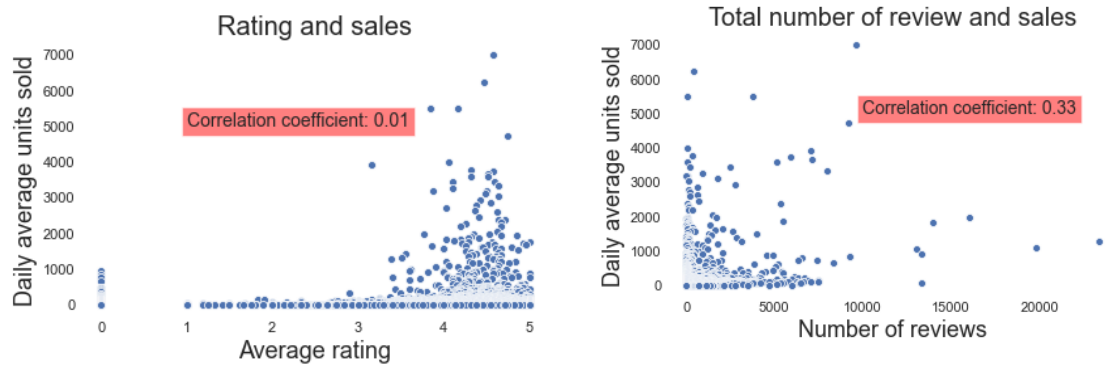 Rating and sales
Daily average units sold
7000
6000
5000
4000
3000
2000
1000
0
Correlation coefficient: 0.01
0 1 2 3 4 5
Average rating
Total number of review and sales
Daily average units sold
7000
6000
5000
4000
3000
2000
1000
0
Correlation coefficient: 0.33
0 5000 10000 15000 20000
Number of reviews